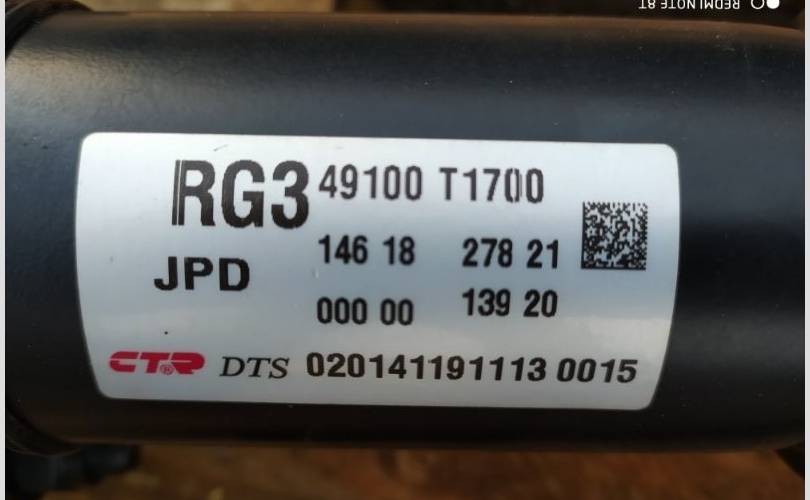 REDMI NOTE 8T
RG3 49100 T1700
146 18 278 21
JPD
000 00 139 20
CTR® DTS 020141191113 0015